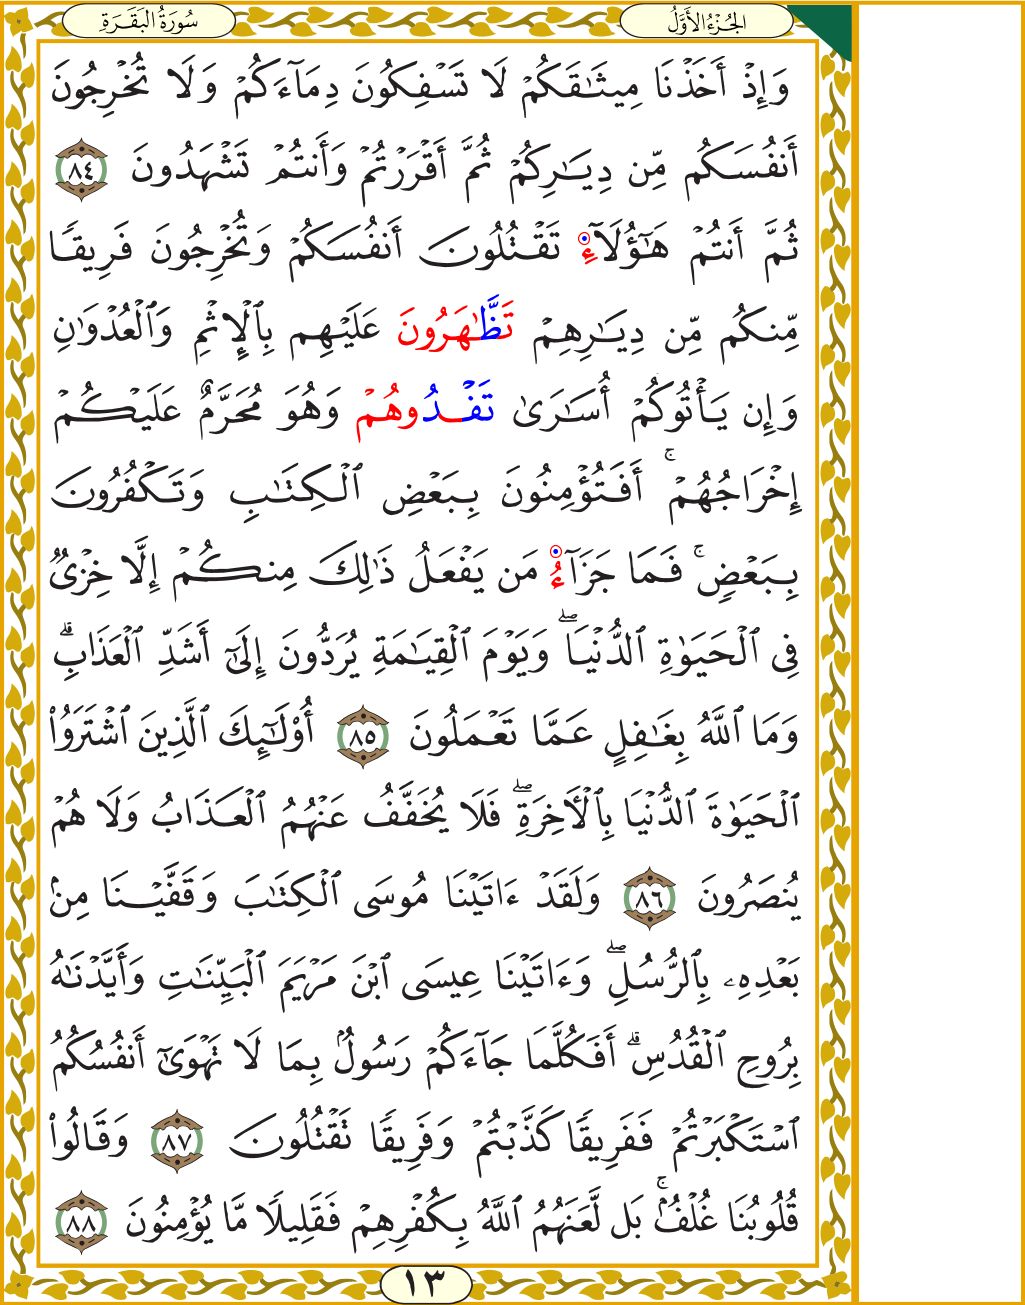 الجُزْءُ الأَوَّلُ
سُورَةُ البَقَرَةِ
وَإِذْ أَخَذْنَا مِيثَٰقَكُمْ لَا تَسْفِكُونَ دِمَآءَكُمْ وَلَا تُخْرِجُونَ
أَنفُسَكُم مِّن دِيَٰرِكُمْ ثُمَّ أَقْرَرْتُمْ وَأَنتُمْ تَشْهَدُونَ ٨٤
ثُمَّ أَنتُمْ هَٰٓؤُلَآءِ تَقْتُلُونَ أَنفُسَكُمْ وَتُخْرِجُونَ فَرِيقًا
مِّنكُم مِّن دِيَٰرِهِمْ تَظَّٰهَرُونَ عَلَيْهِم بِٱلْإِثْمِ وَٱلْعُدْوَٰنِ
وَإِن يَأْتُوكُمْ أُسَٰرَىٰ تَفْدُوهُمْ وَهُوَ مُحَرَّمٌ عَلَيْكُمْ
إِخْرَاجُهُمْ ۚ أَفَتُؤْمِنُونَ بِبَعْضِ ٱلْكِتَٰبِ وَتَكْفُرُونَ
بِبَعْضٍ ۚ فَمَا جَزَآءُ مَن يَفْعَلُ ذَٰلِكَ مِنكُمْ إِلَّا خِزْىٌ
فِى ٱلْحَيَوٰةِ ٱلدُّنْيَا ۖ وَيَوْمَ ٱلْقِيَٰمَةِ يُرَدُّونَ إِلَىٰٓ أَشَدِّ ٱلْعَذَابِ ۗ
وَمَا ٱللَّهُ بِغَٰفِلٍ عَمَّا تَعْمَلُونَ ٨٥ أُو۟لَٰٓئِكَ ٱلَّذِينَ ٱشْتَرَوُا۟
ٱلْحَيَوٰةَ ٱلدُّنْيَا بِٱلْأَخِرَةِ ۖ فَلَا يُخَفَّفُ عَنْهُمُ ٱلْعَذَابُ وَلَا هُمْ
يُنصَرُونَ ٨٦ وَلَقَدْ ءَاتَيْنَا مُوسَى ٱلْكِتَٰبَ وَقَفَّيْنَا مِنۢ
بَعْدِهِۦ بِٱلرُّسُلِ ۖ وَءَاتَيْنَا عِيسَى ٱبْنَ مَرْيَمَ ٱلْبَيِّنَٰتِ وَأَيَّدْنَٰهُ
بِرُوحِ ٱلْقُدُسِ ۗ أَفَكُلَّمَا جَآءَكُمْ رَسُولٌۢ بِمَا لَا تَهْوَىٰٓ أَنفُسُكُمُ
ٱسْتَكْبَرْتُمْ فَفَرِيقًا كَذَّبْتُمْ وَفَرِيقًا تَقْتُلُونَ ٨٧ وَقَالُوا۟
قُلُوبُنَا غُلْفٌۢ ۚ بَل لَّعَنَهُمُ ٱللَّهُ بِكُفْرِهِمْ فَقَلِيلًا مَّا يُؤْمِنُونَ ٨٨
١٣